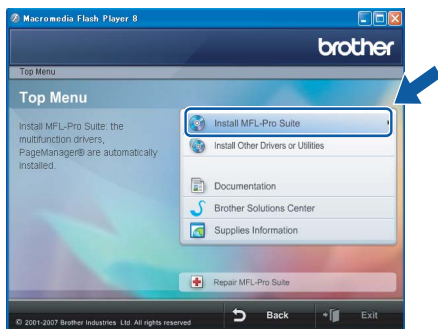 Macromedia Flash Player 8
brother
Top Menu
Top Menu
Install MFL-Pro Suite: the
multifunction drivers,
PageManager® are automatically
installed.
Install MFL-Pro Suite
Install Other Drivers or Utilities
Documentation
Brother Solutions Center
Supplies Information
Repair MFL-Pro Suite
© 2001-2007 Brother Industries Ltd. All rights reserved
Back
Exit